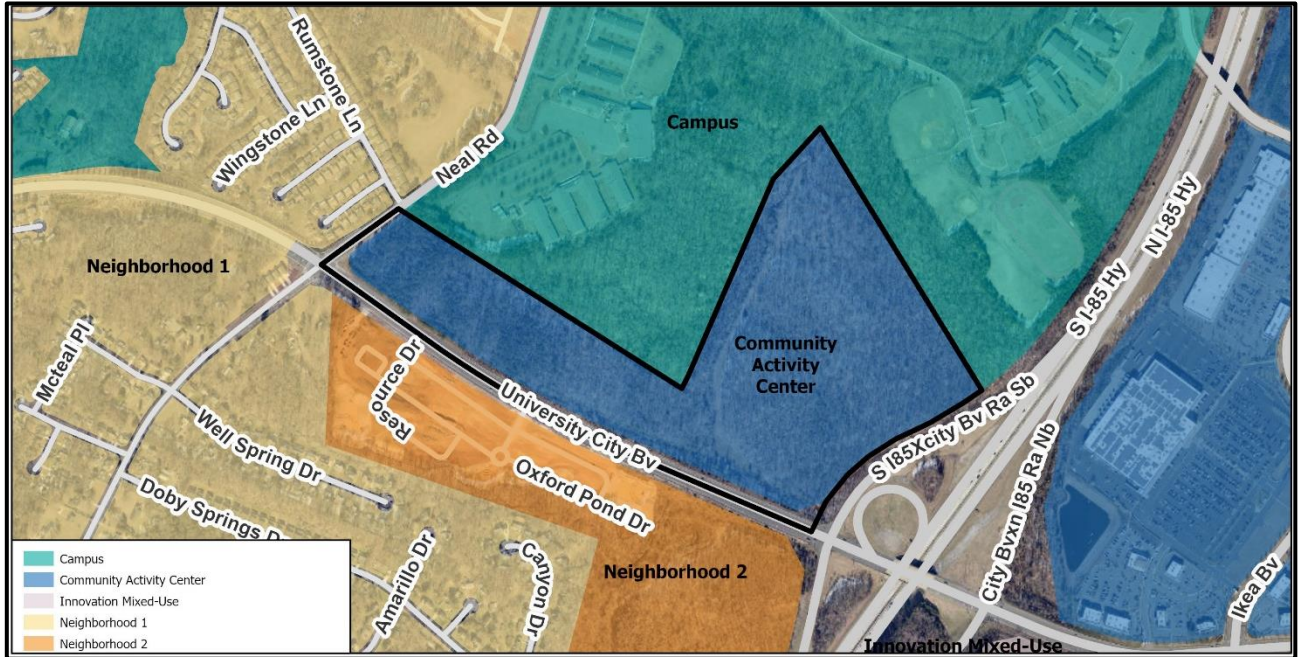 Rumstone Ln
Wingstone Ln
Neal Rd
Campus
N I-85 Hy
S I-85 Hy
Neighborhood 1
Community
Activity
Center
Mcteal Pl
Resource Dr
University City Bv
S I85Xcity Bv Ra Sb
City Bvxn I85 Ra Nb
Well Spring Dr
Oxford Pond Dr
Doby Springs D
Amarillo Dr
Canyon Dr
Neighborhood 2
Ikea Bv
Innovation Mixed-Use
Campus
Community Activity Center
Innovation Mixed-Use
Neighborhood 1
Neighborhood 2